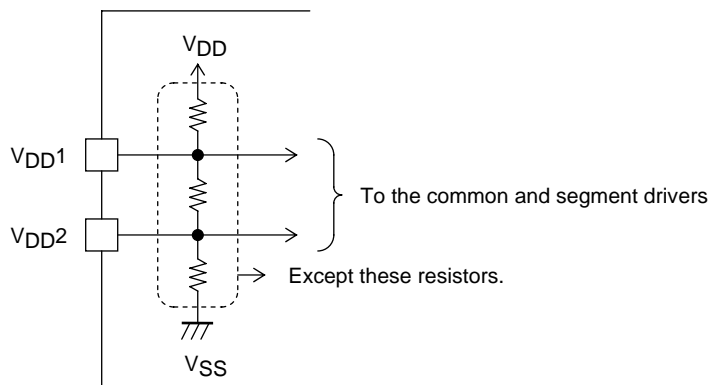 VDD
VDD1
To the common and segment drivers
VDD2
Except these resistors.
VSS